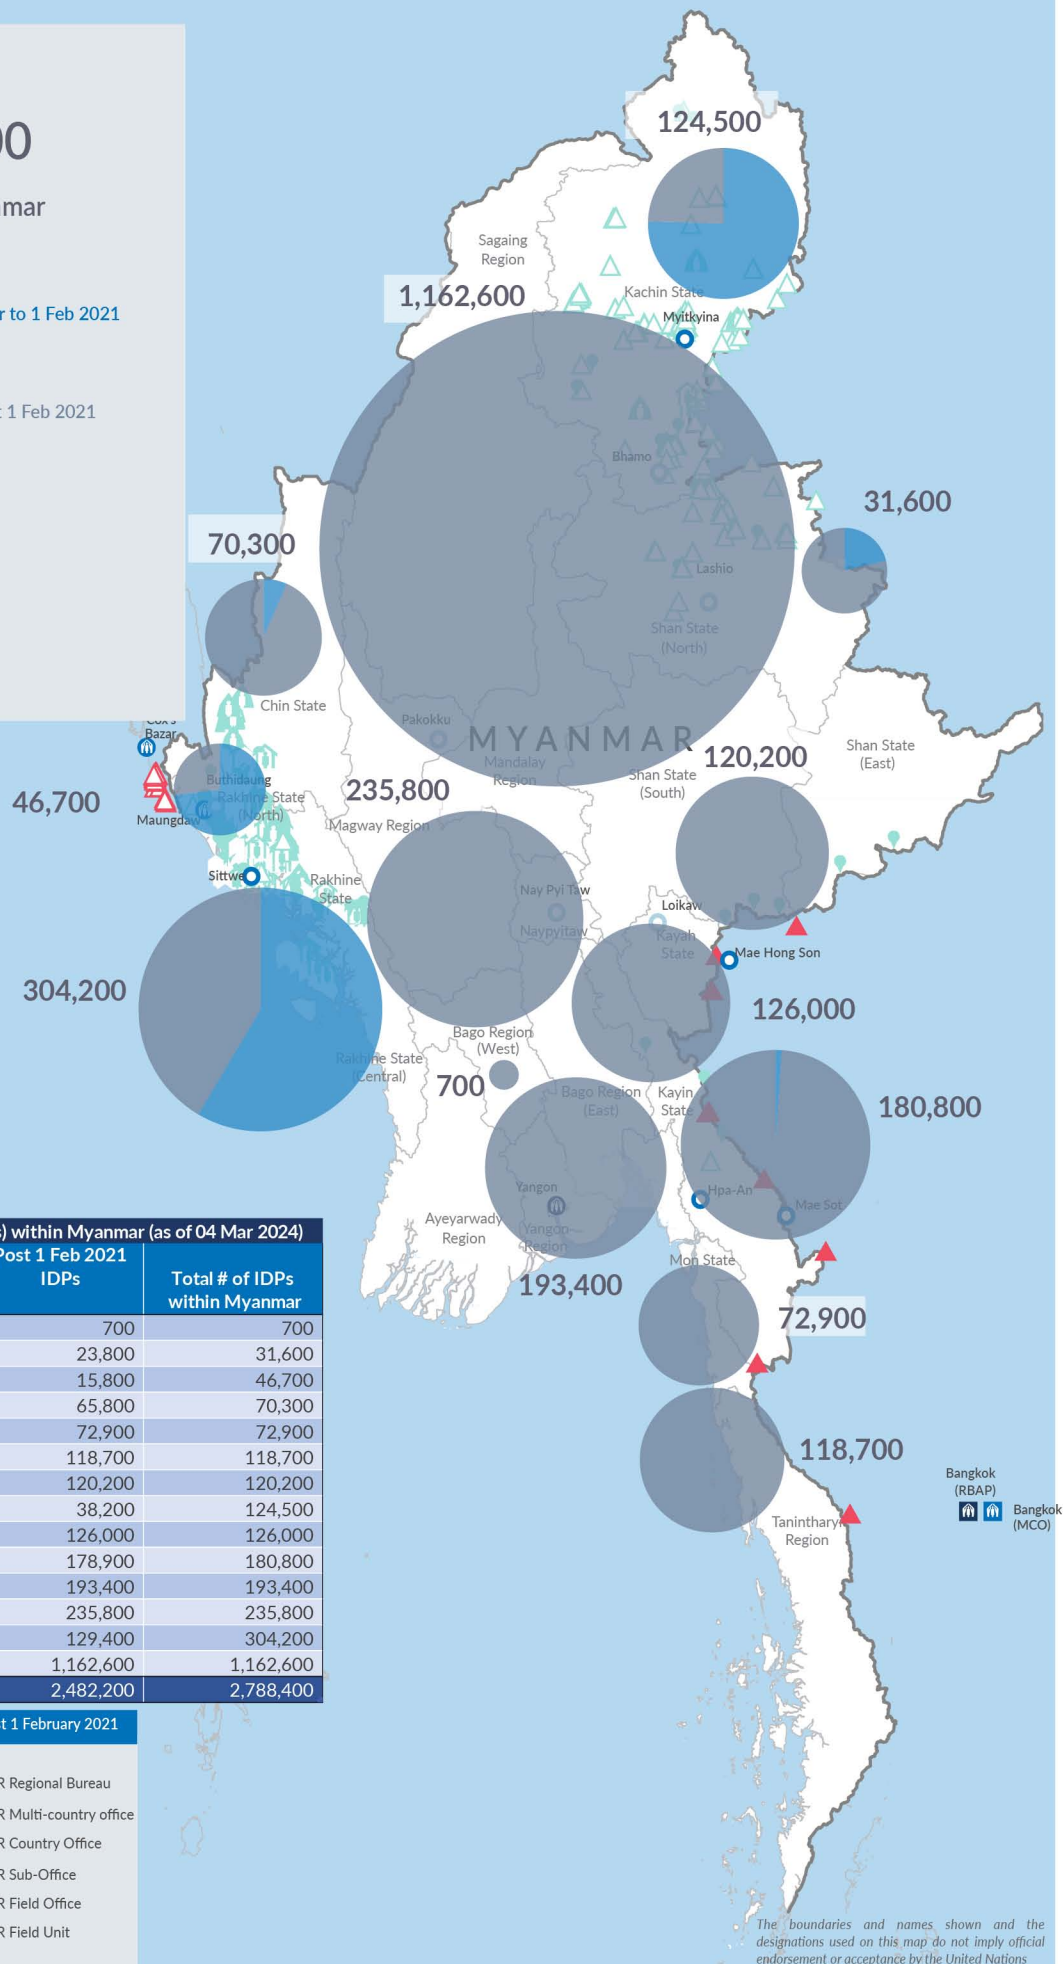 00
mar
r to 1 Feb 2021
1 Feb 2021
124,500
Sagaing
Region
1,162,600
Kachin State
Myitkyina
Bhamo
31,600
70,300
Lashio
Shan State
(North)
Chin State
Cox's
Bazar
Pakokku
MYANMAR
Mandalay
Region
120,200
Shan State
(South)
Shan State
(East)
46,700
Buthidaung
Rakhine State
(North)
Maungdaw
235,800
Magway Region
Sittwe
Rakhine
State
Nay Pyi Taw
Naypyitaw
Loikaw
Kayah
State
Mae Hong Son
304,200
126,000
Bago Region
(West)
Rakhine State
(Central)
700
Bago Region
(East)
Kayin
State
180,800
Yangon
Hpa-An
Mae Sot
Ayeyarwady
Region
Yangon
Region
Mon State
193,400
72,900
118,700
Bangkok
(RBAP)
Bangkok
(MCO)
Tanintharyi
Region
) within Myanmar (as of 04 Mar 2024)
Post 1 Feb 2021
IDPs
Total # of IDPs
within Myanmar
700 700
23,800 31,600
15,800 46,700
65,800 70,300
72,900 72,900
118,700 118,700
120,200 120,200
38,200 124,500
126,000 126,000
178,900 180,800
193,400 193,400
235,800 235,800
129,400 304,200
1,162,600 1,162,600
2,482,200 2,788,400
t 1 February 2021
R Regional Bureau
R Multi-country office
R Country Office
R Sub-Office
R Field Office
R Field Unit
The boundaries and names shown and the
designations used on this map do not imply official
endorsement or acceptance by the United Nations